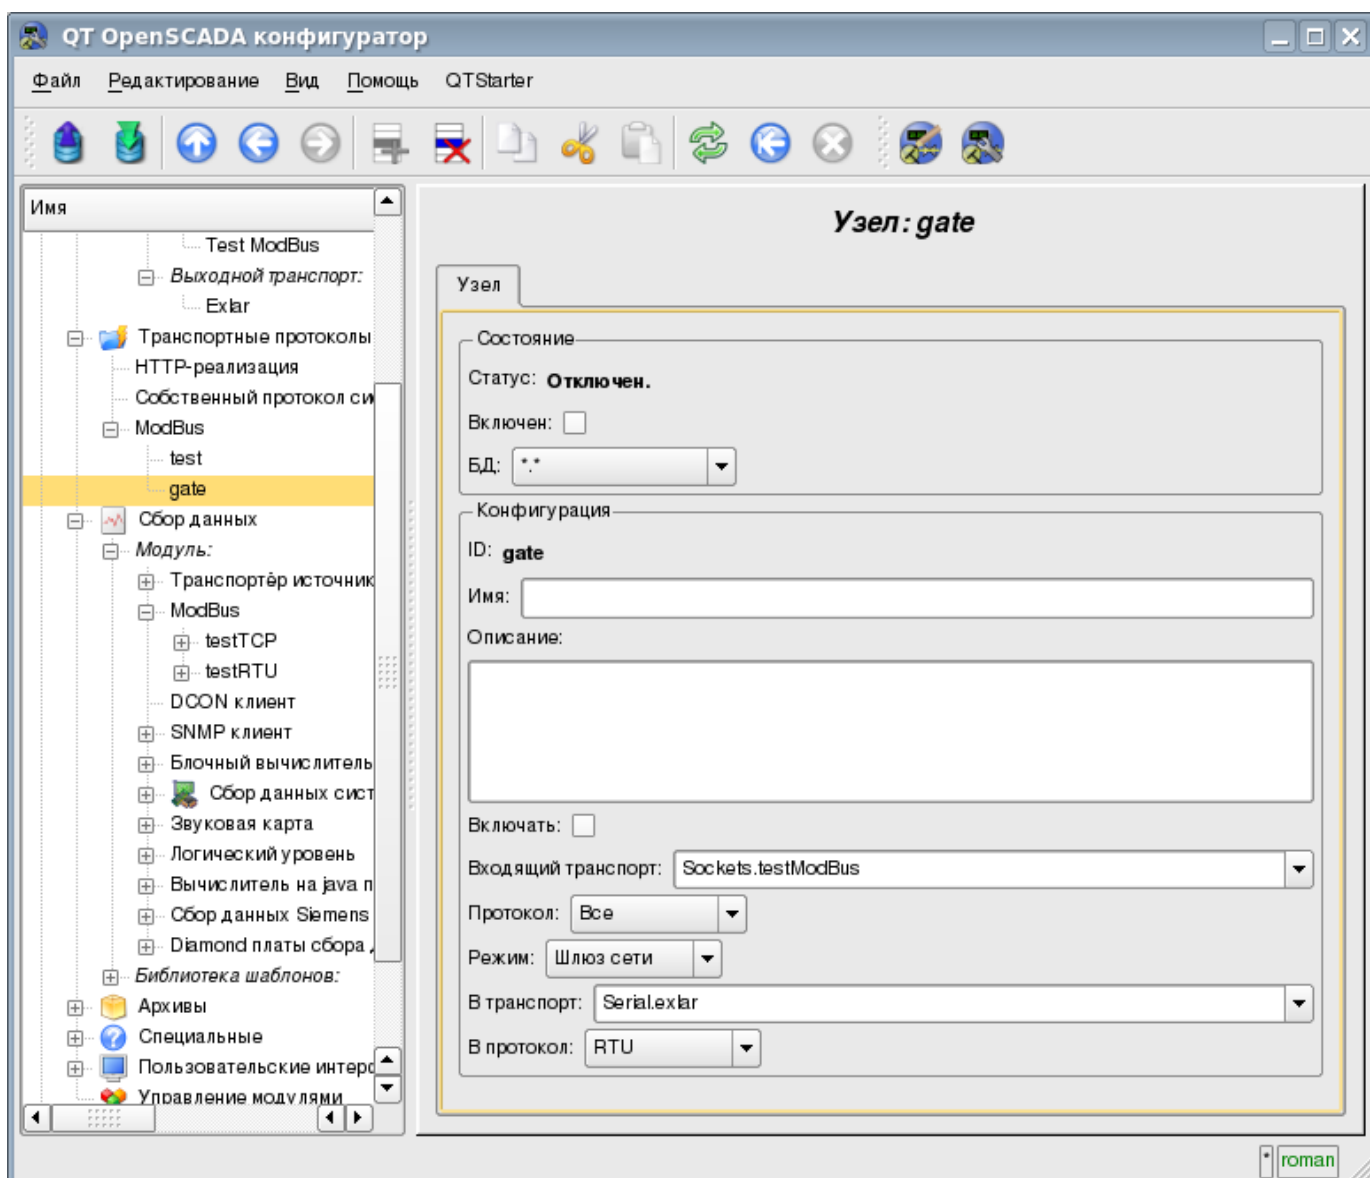 QT OpenSCADA конфигуратор
Файл Редактирование Вид Помощь QTStarter
Имя
Test ModBus
Выходной транспорт:
Exlar
Транспортные протоколы
HTTP-реализация
Собственный протокол си
ModBus
test
gate
Сбор данных
Модуль:
Транспортёр источник
ModBus
testTCP
testRTU
DCON клиент
SNMP клиент
Блочный вычислитель
Сбор данных сист
Звуковая карта
Логический уровень
Вычислитель на java п
Сбор данных Siemens
Diamond платы сбора
Библиотека шаблонов:
Архивы
Специальные
Пользовательские интерф
Управление модулями
Узел: gate
Узел
Состояние
Статус: Отключен.
Включен:
БД: *.*
Конфигурация
ID: gate
Имя:
Описание:
Включать:
Входящий транспорт: Sockets.testModBus
Протокол: Все
Режим: Шлюз сети
В транспорт: Serial.exlar
В протокол: RTU
* roman